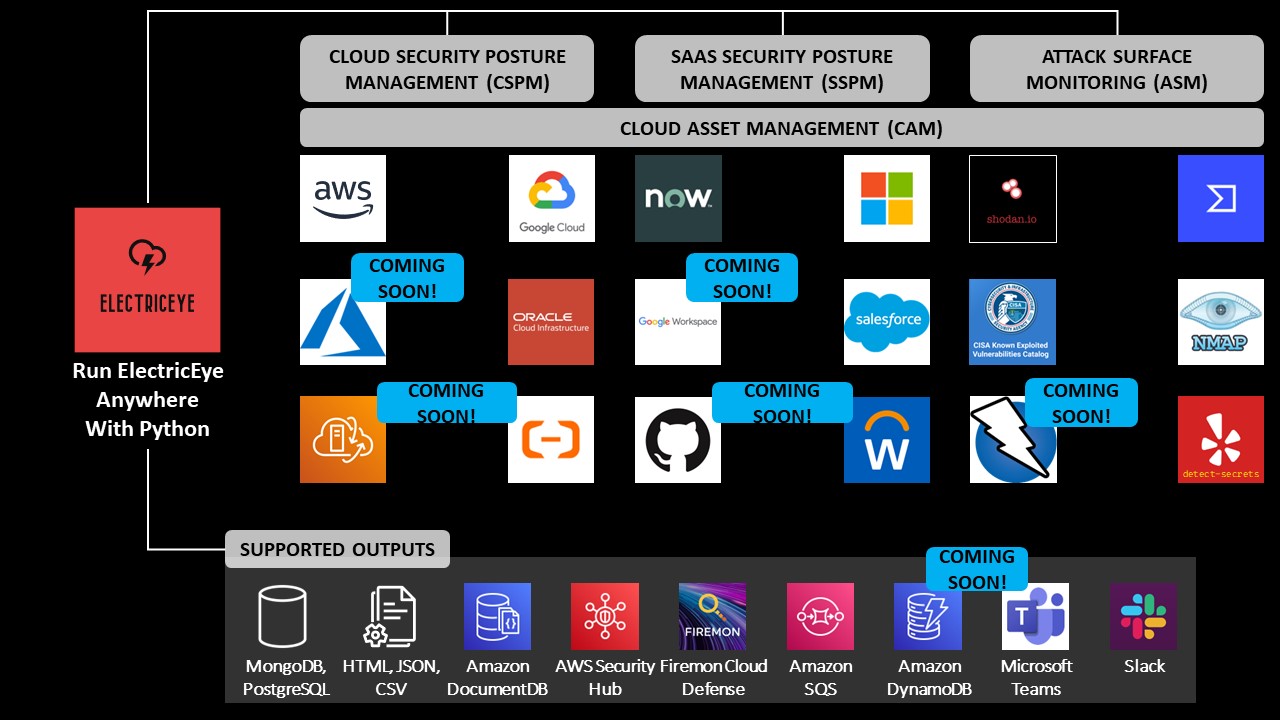 CLOUD SECURITY POSTURE
MANAGEMENT (CSPM)
SAAS SECURITY POSTURE
MANAGEMENT (SSPM)
ATTACK SURFACE
MONITORING (ASM)
CLOUD ASSET MANAGEMENT (CAM)
aws
Google Cloud
now
shodan.io
ELECTRICEYE
Run ElectricEye
Anywhere
With Python
COMING
SOON!
ORACLE
Cloud Infrastructure
COMING
SOON!
Google Workspace
salesforce
CISA
CISA Known Exploited
Vulnerabilities Catalog
NMAP
COMING
SOON!
COMING
SOON!
W
COMING
SOON!
detect-secrets
SUPPORTED OUTPUTS
COMING
SOON!
FIREMON
T
MongoDB,
PostgreSQL
HTML, JSON,
CSV
Amazon
DocumentDB
AWS Security
Hub
Firemon Cloud
Defense
Amazon
SQS
Amazon
DynamoDB
Microsoft
Teams
Slack